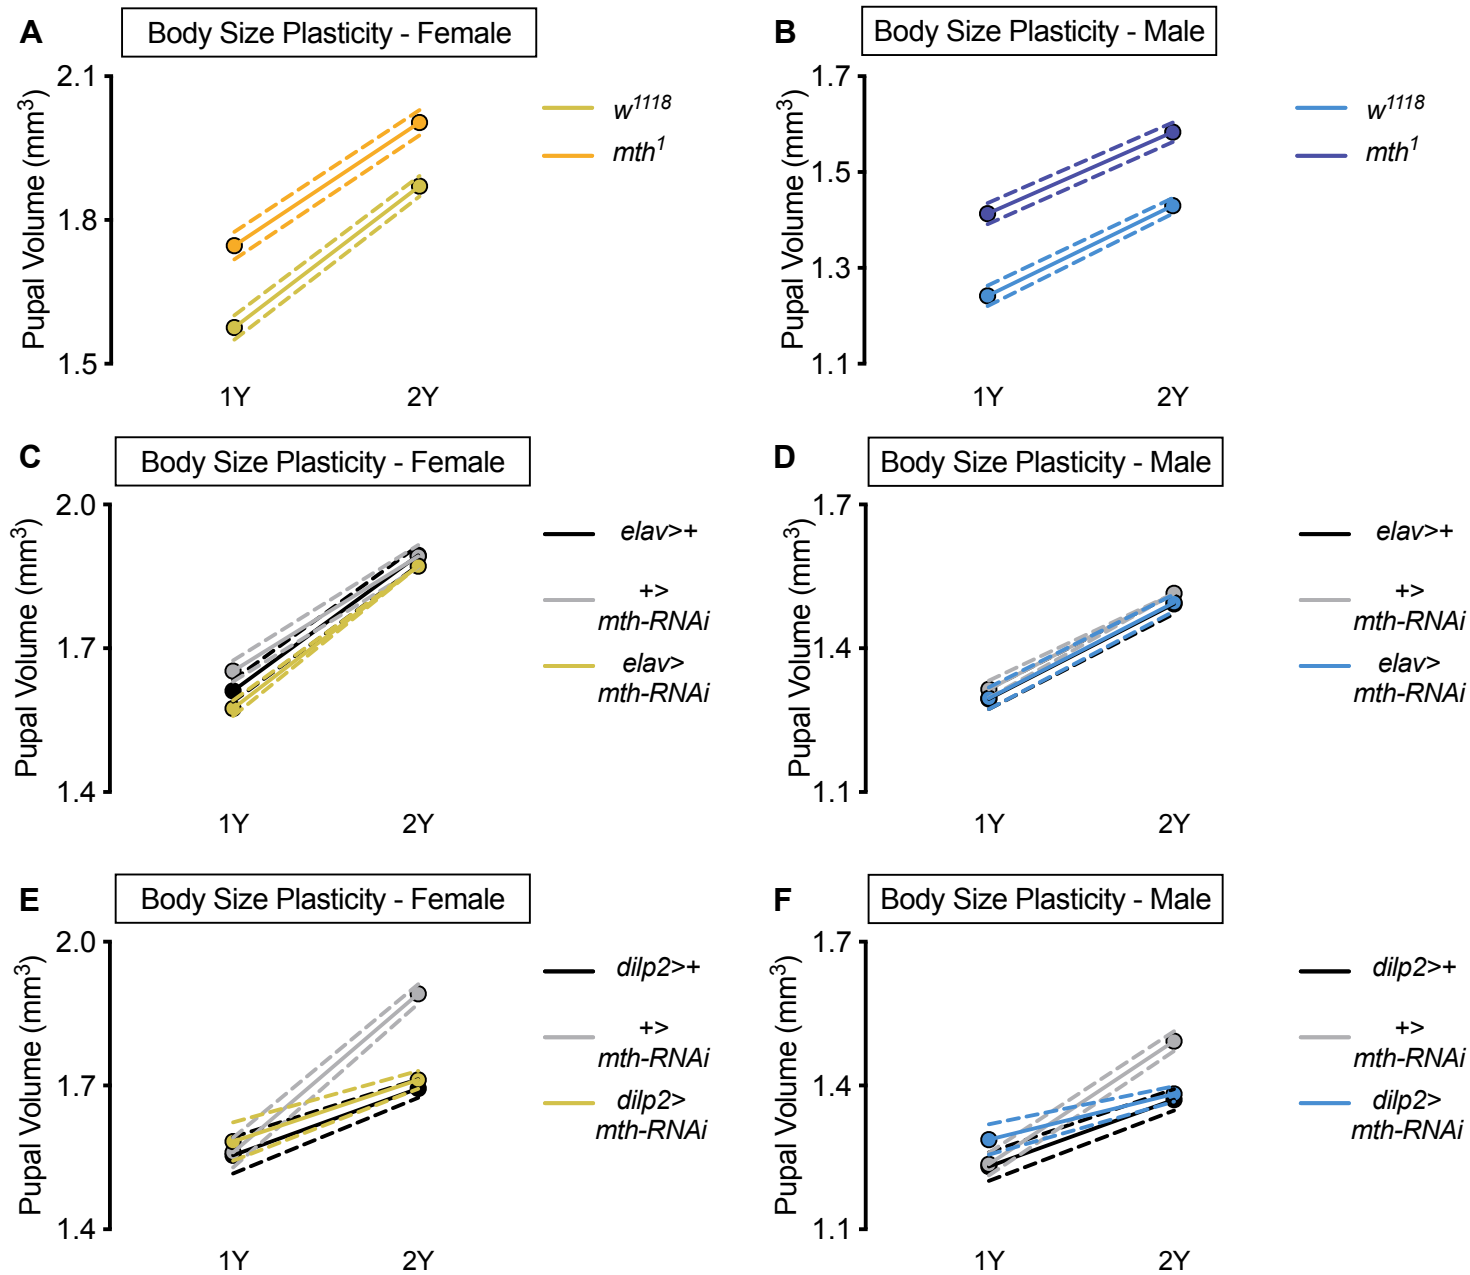 A
Body Size Plasticity - Female
2.1
1.8
1.5
Pupal Volume (mm³)
1Y
2Y
w¹¹¹⁸
mth¹
B
Body Size Plasticity - Male
1.7
1.5
1.3
1.1
Pupal Volume (mm³)
1Y
2Y
w¹¹¹⁸
mth¹
C
Body Size Plasticity - Female
2.0
1.7
1.4
Pupal Volume (mm³)
1Y
2Y
elav>+
+>
mth-RNAi
elav>
mth-RNAi
D
Body Size Plasticity - Male
1.7
1.4
1.1
Pupal Volume (mm³)
1Y
2Y
elav>+
+>
mth-RNAi
elav>
mth-RNAi
E
Body Size Plasticity - Female
2.0
1.7
1.4
Pupal Volume (mm³)
1Y
2Y
dilp2>+
+>
mth-RNAi
dilp2>
mth-RNAi
F
Body Size Plasticity - Male
1.7
1.4
1.1
Pupal Volume (mm³)
1Y
2Y
dilp2>+
+>
mth-RNAi
dilp2>
mth-RNAi